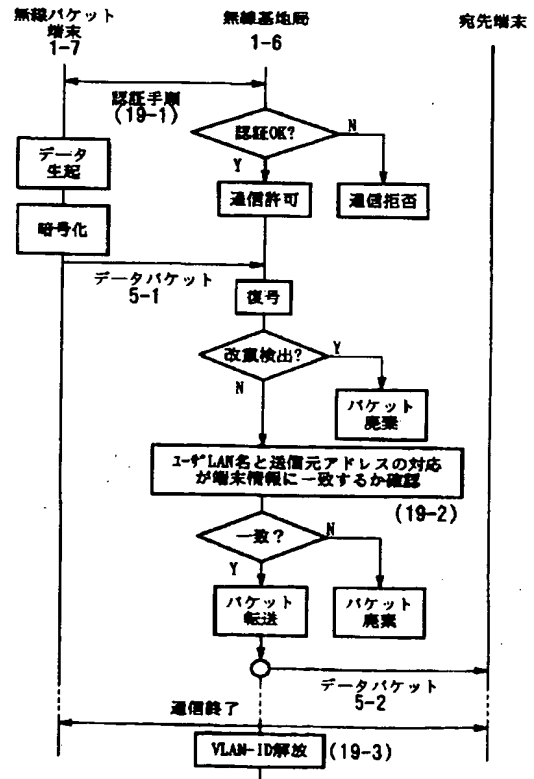 無線パケット
端末
1-7
無線基地局
1-6
宛先端末
認証手順
(19-1)
認証OK?
N
Y
データ
生起
通信許可
通信拒否
暗号化
データパケット
5-1
復号
改竄検出?
Y
N
パケット
廃棄
ユーザLAN名と送信元アドレスの対応
が端末情報に一致するか確認
(19-2)
一致?
N
Y
パケット
転送
パケット
廃棄
データパケット
5-2
通信終了
VLAN-ID解放
(19-3)